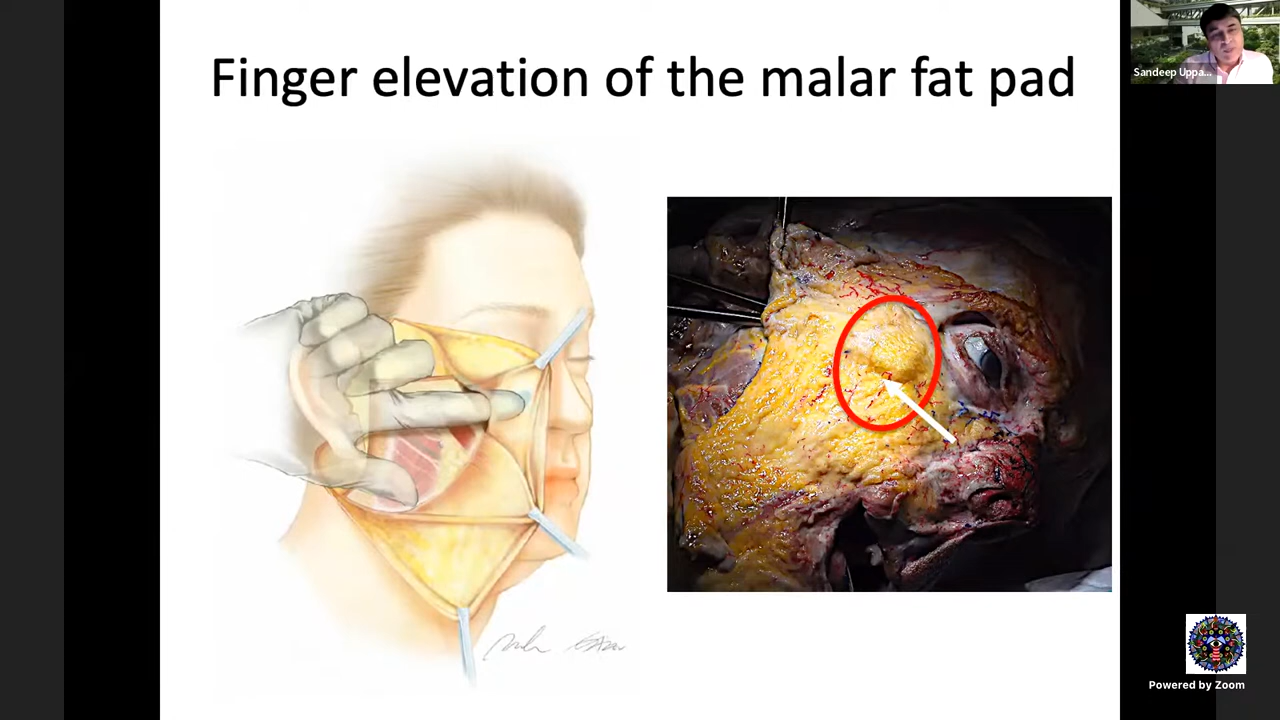 Finger elevation of the malar fat pad
Sandeep Uppa...
Powered by Zoom